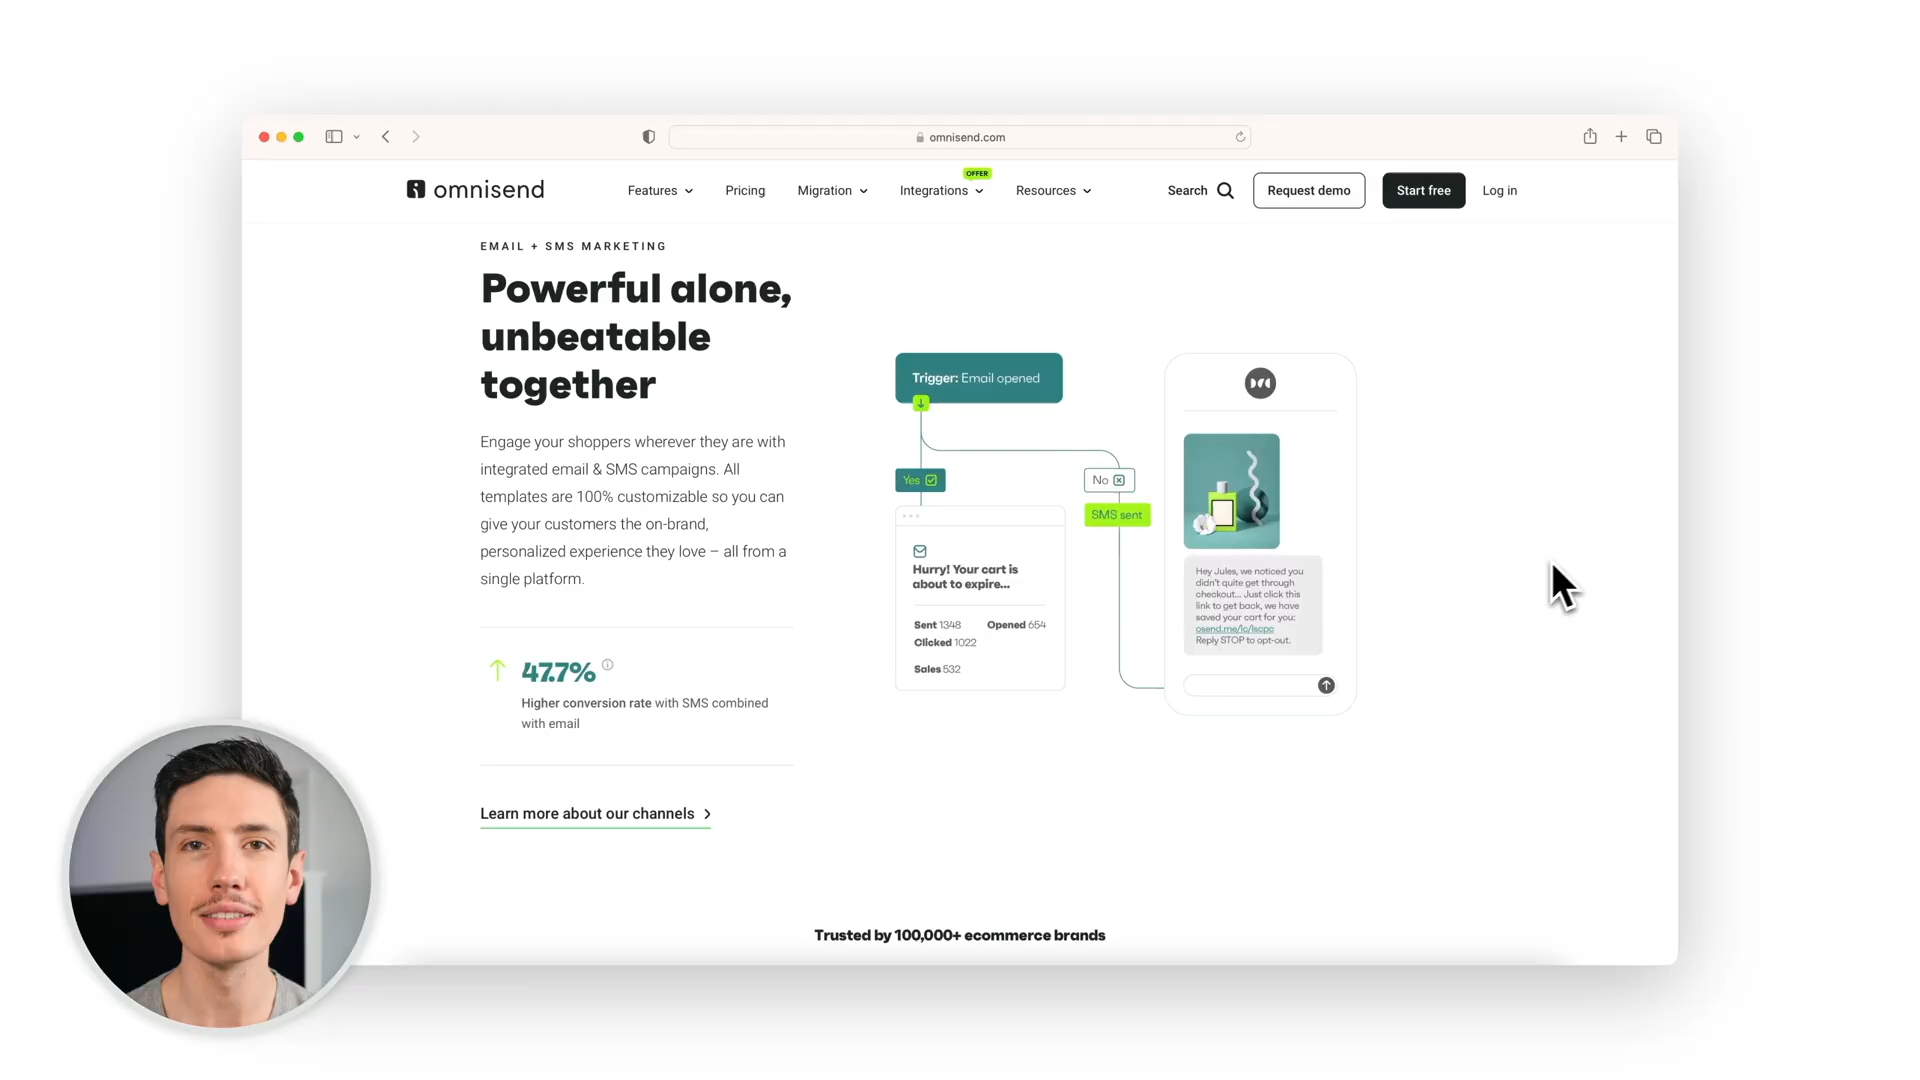 omnisend.com
omnisend
Features
Pricing
Migration
Integrations
OFFER
Resources
Search
Request demo
Start free
Log in
EMAIL + SMS MARKETING
Powerful alone,
unbeatable
together
Engage your shoppers wherever they are with
integrated email & SMS campaigns. All
templates are 100% customizable so you can
give your customers the on-brand,
personalized experience they love – all from a
single platform.
47.7%
Higher conversion rate with SMS combined
with email
Learn more about our channels
Trigger: Email opened
Yes
No
SMS sent
Hurry! Your cart is
about to expire...
Sent 1348 Opened 654
Clicked 1022
Sales 532
Hey Jules, we noticed you
didn't quite get through
checkout... Just click this
link to get back, we have
saved your cart for you:
osend.me/lc/lscpc
Reply STOP to opt-out.
Trusted by 100,000+ ecommerce brands